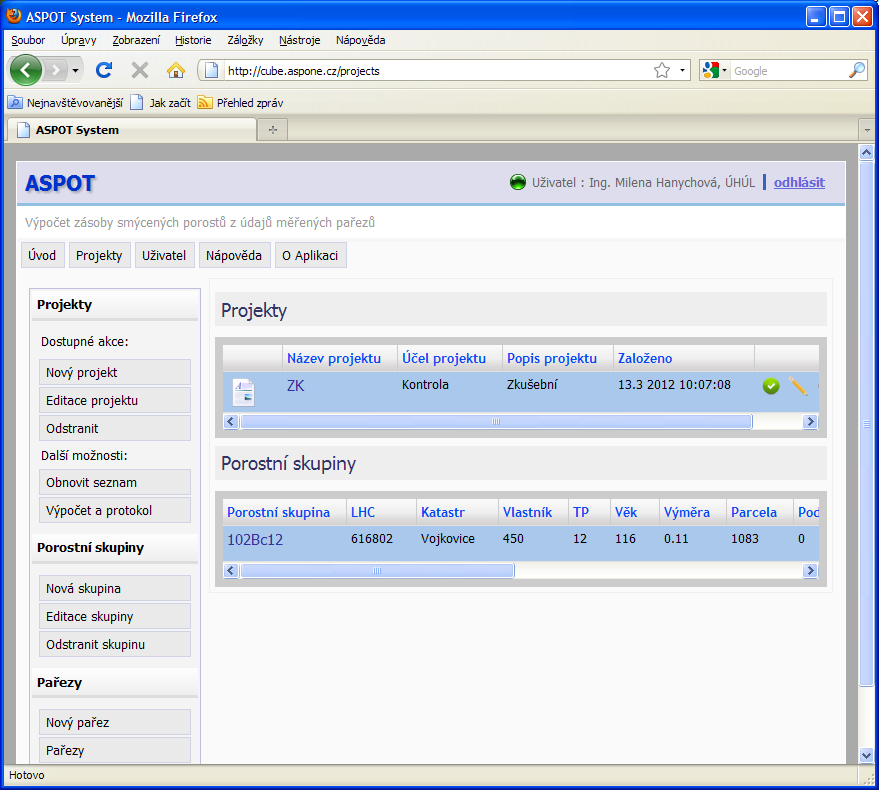 ASPOT System - Mozilla Firefox
Soubor Úpravy Zobrazení Historie Záložky Nástroje Nápověda
http://cube.aspone.cz/projects Google
Nejnavštěvovanější Jak začít Přehled zpráv
ASPOT System
ASPOT Uživatel : Ing. Milena Hanychová, ÚHÚL odhlásit
Výpočet zásoby smýcených porostů z údajů měřených pařezů
Úvod Projekty Uživatel Nápověda O Aplikaci
Projekty
Dostupné akce:
Nový projekt
Editace projektu
Odstranit
Další možnosti:
Obnovit seznam
Výpočet a protokol
Porostní skupiny
Nová skupina
Editace skupiny
Odstranit skupinu
Pařezy
Nový pařez
Pařezy
Projekty
Název projektu Účel projektu Popis projektu Založeno
ZK Kontrola Zkušební 13.3 2012 10:07:08
Porostní skupiny
Porostní skupina LHC Katastr Vlastník TP Věk Výměra Parcela Pod
102Bc12 616802 Vojkovice 450 12 116 0.11 1083 0
Hotovo